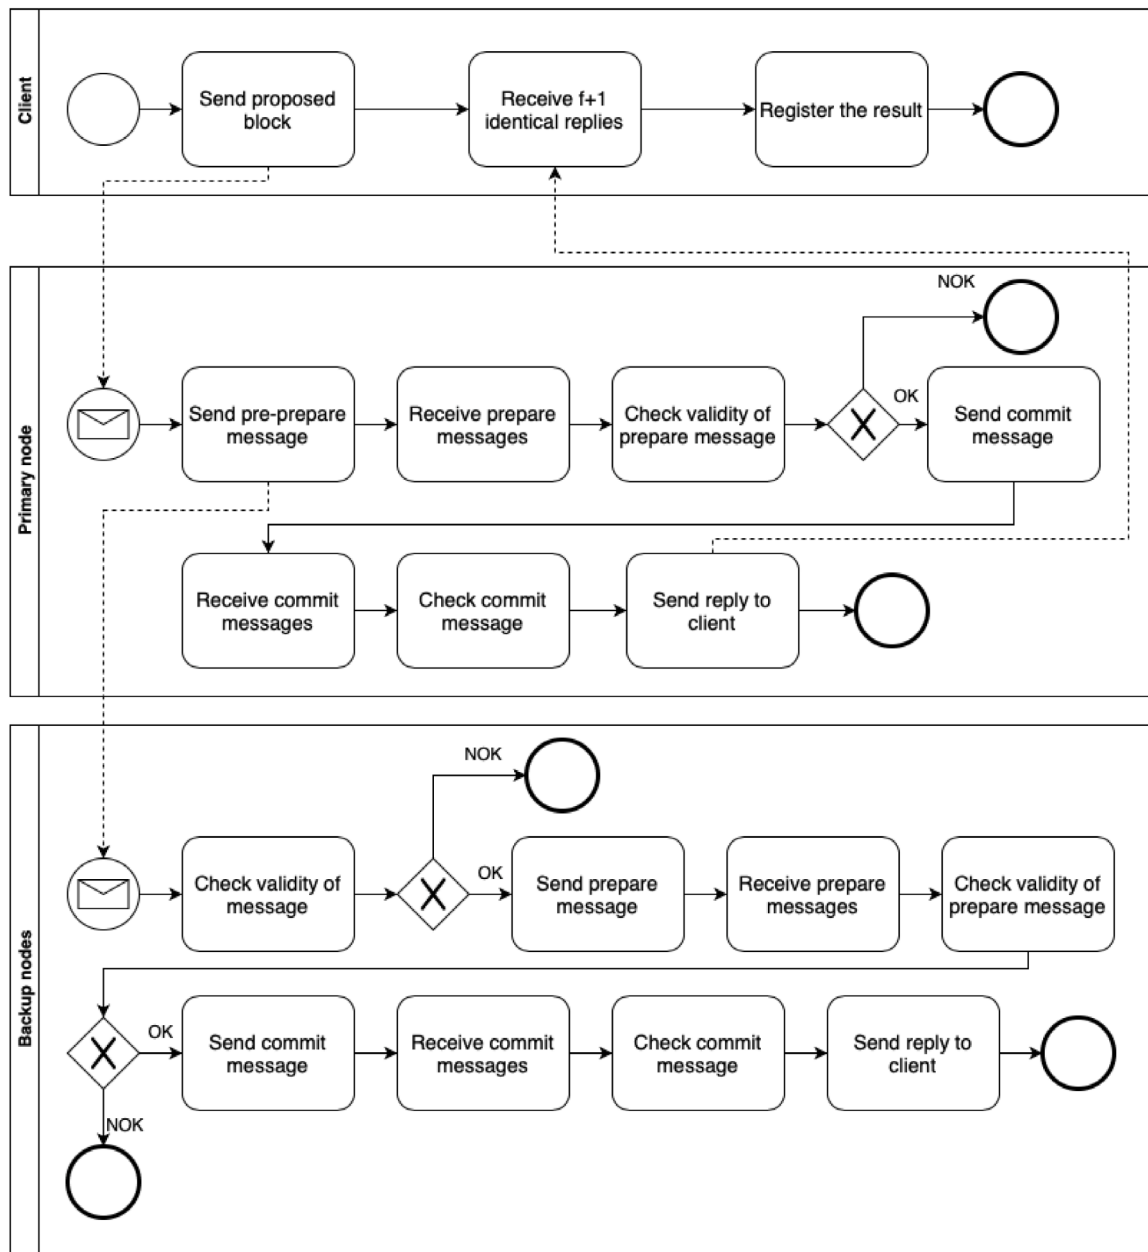 Client
Send proposed
block
Receive f+1
identical replies
Register the result
Primary node
NOK
Send pre-prepare
message
Receive prepare
messages
Check validity of
prepare message
OK
Send commit
message
Receive commit
messages
Check commit
message
Send reply to
client
Backup nodes
NOK
Check validity of
message
OK
Send prepare
message
Receive prepare
messages
Check validity of
prepare message
OK
Send commit
message
Receive commit
messages
Check commit
message
Send reply to
client
NOK